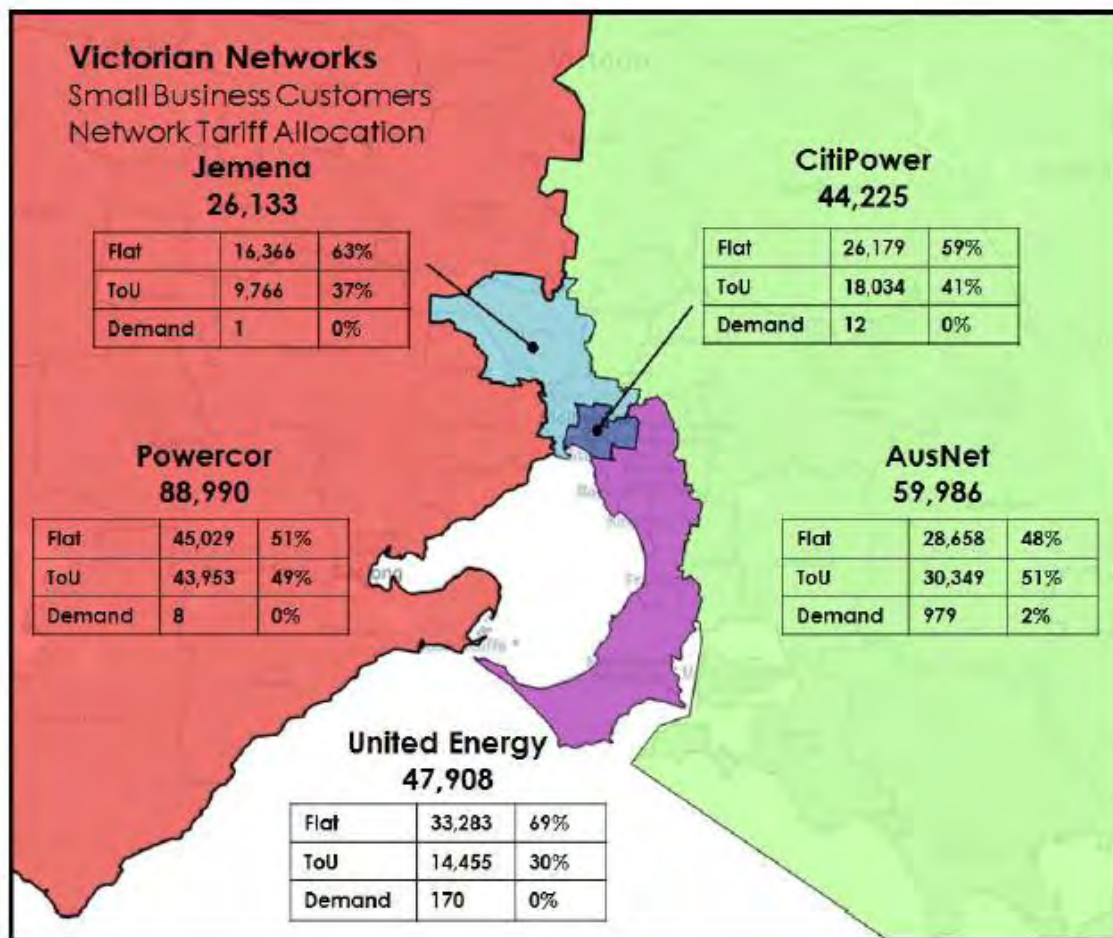 Victorian Networks
Small Business Customers
Network Tariff Allocation
Jemena
26,133
Flat 16,366 63%
ToU 9,766 37%
Demand 1 0%
CitiPower
44,225
Flat 26,179 59%
ToU 18,034 41%
Demand 12 0%
Powercor
88,990
Flat 45,029 51%
ToU 43,953 49%
Demand 8 0%
AusNet
59,986
Flat 28,658 48%
ToU 30,349 51%
Demand 979 2%
United Energy
47,908
Flat 33,283 69%
ToU 14,455 30%
Demand 170 0%